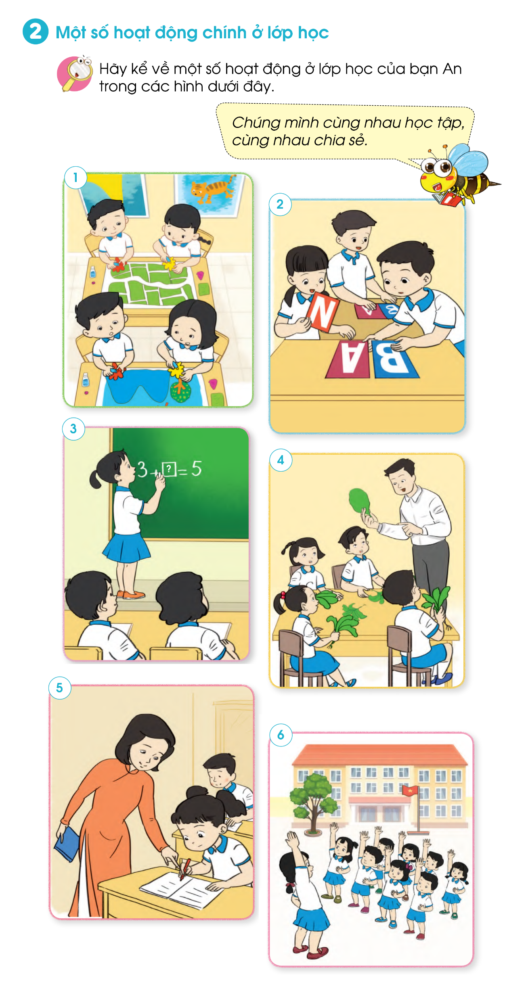 2 Một số hoạt động chính ở lớp học
Hãy kể về một số hoạt động ở lớp học của bạn An
trong các hình dưới đây.
Chúng mình cùng nhau học tập,
cùng nhau chia sẻ.
1
2
N
A B
A B
3
3 + ? = 5
4
5
6